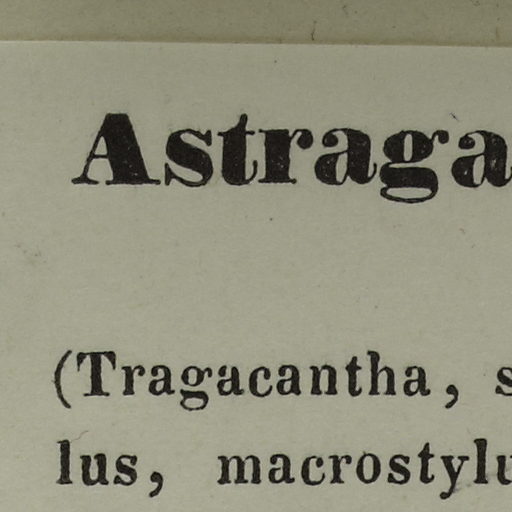 Astraga
(Tragacantha, s
lus, macrostylu